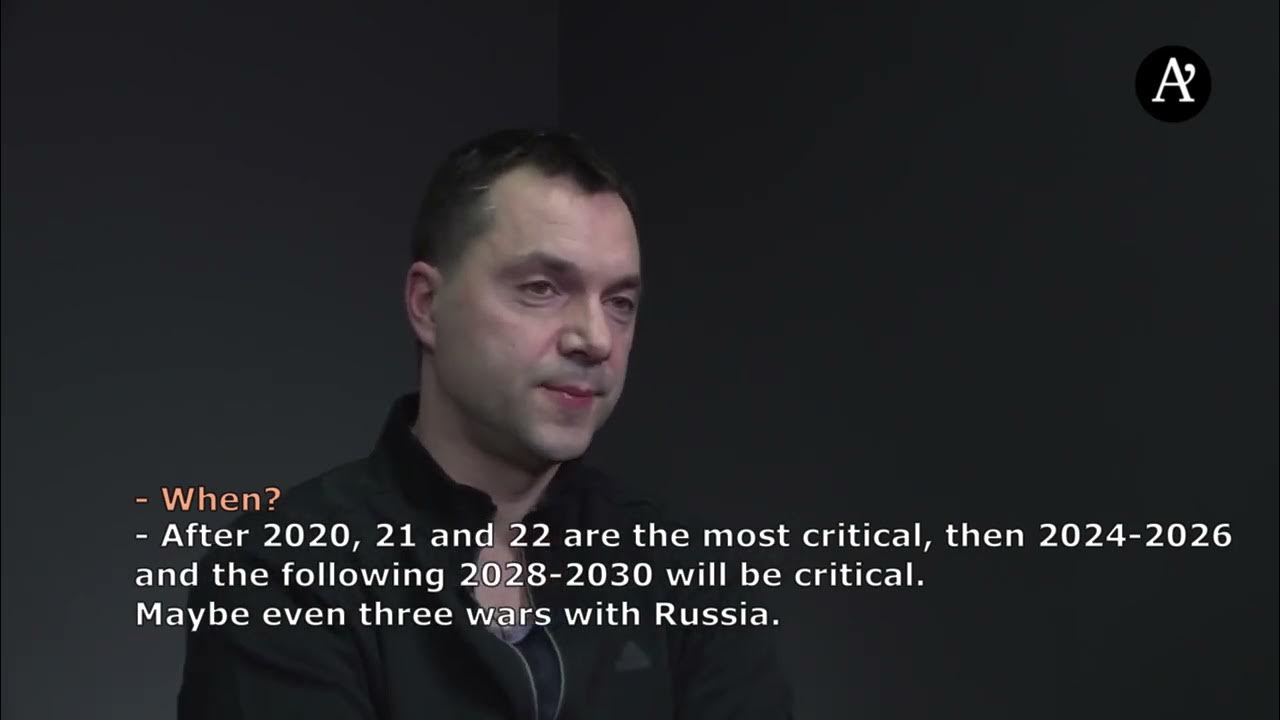 A
- When?
- After 2020, 21 and 22 are the most critical, then 2024-2026
and the following 2028-2030 will be critical.
Maybe even three wars with Russia.